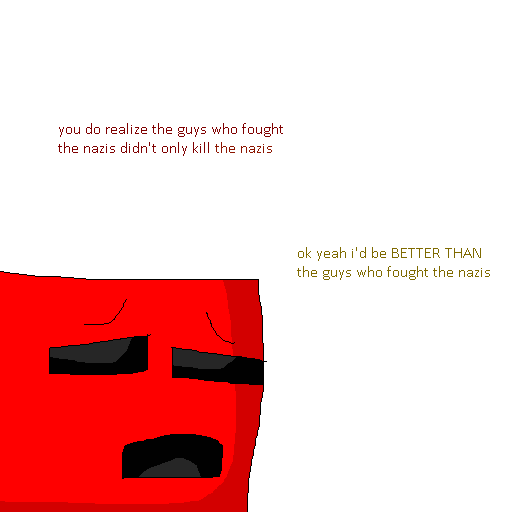 you do realize the guys who fought
the nazis didn't only kill the nazis
ok yeah i'd be BETTER THAN
the guys who fought the nazis